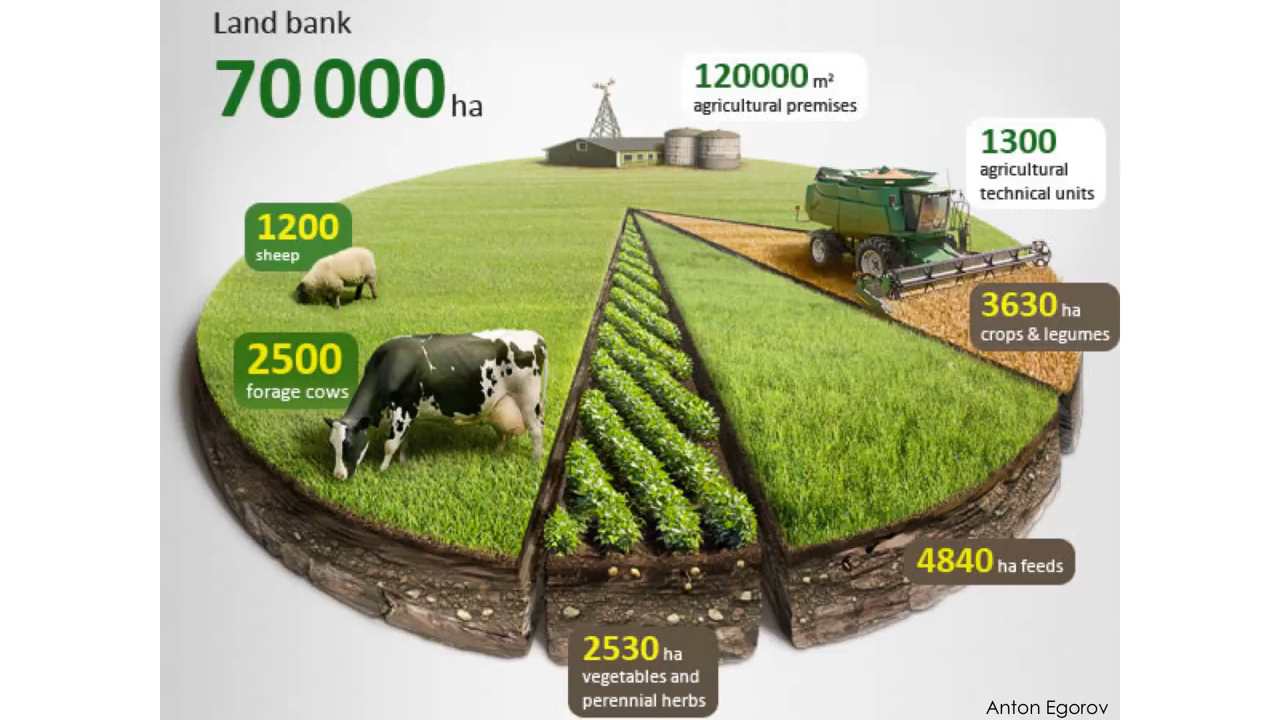 Land bank
70 000 ha
120000 m²
agricultural premises
1300
agricultural
technical units
1200
sheep
3630 ha
crops & legumes
2500
forage cows
4840 ha feeds
2530 ha
vegetables and
perennial herbs
Anton Egorov